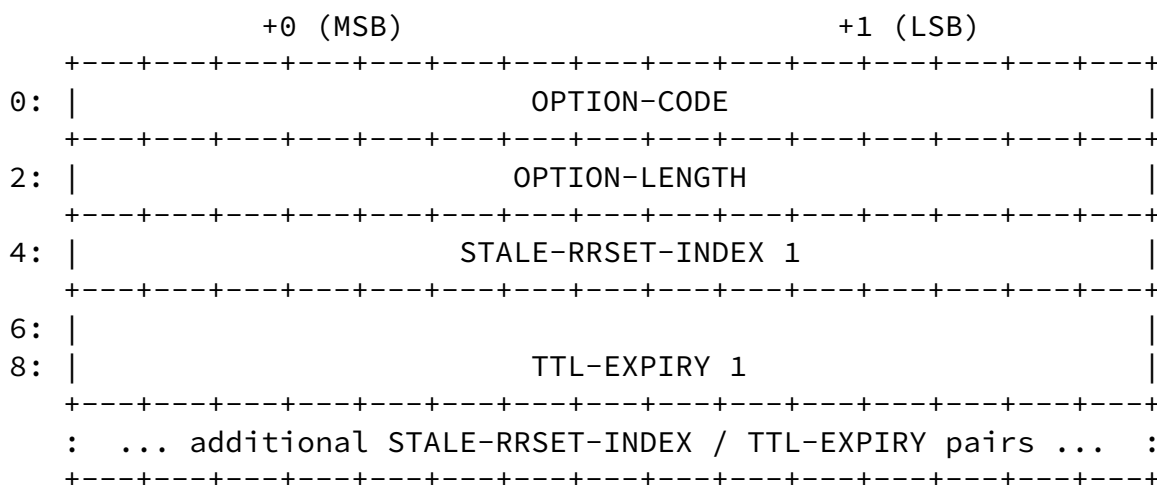 +0 (MSB)                        +1 (LSB)
+---+---+---+---+---+---+---+---+---+---+---+---+---+---+---+
0: |                         OPTION-CODE                       |
+---+---+---+---+---+---+---+---+---+---+---+---+---+---+---+
2: |                        OPTION-LENGTH                      |
+---+---+---+---+---+---+---+---+---+---+---+---+---+---+---+
4: |                     STALE-RRSET-INDEX 1                   |
+---+---+---+---+---+---+---+---+---+---+---+---+---+---+---+
6: |                                                           |
8: |                         TTL-EXPIRY 1                      |
+---+---+---+---+---+---+---+---+---+---+---+---+---+---+---+
:  ... additional STALE-RRSET-INDEX / TTL-EXPIRY pairs ...  :
+---+---+---+---+---+---+---+---+---+---+---+---+---+---+---+